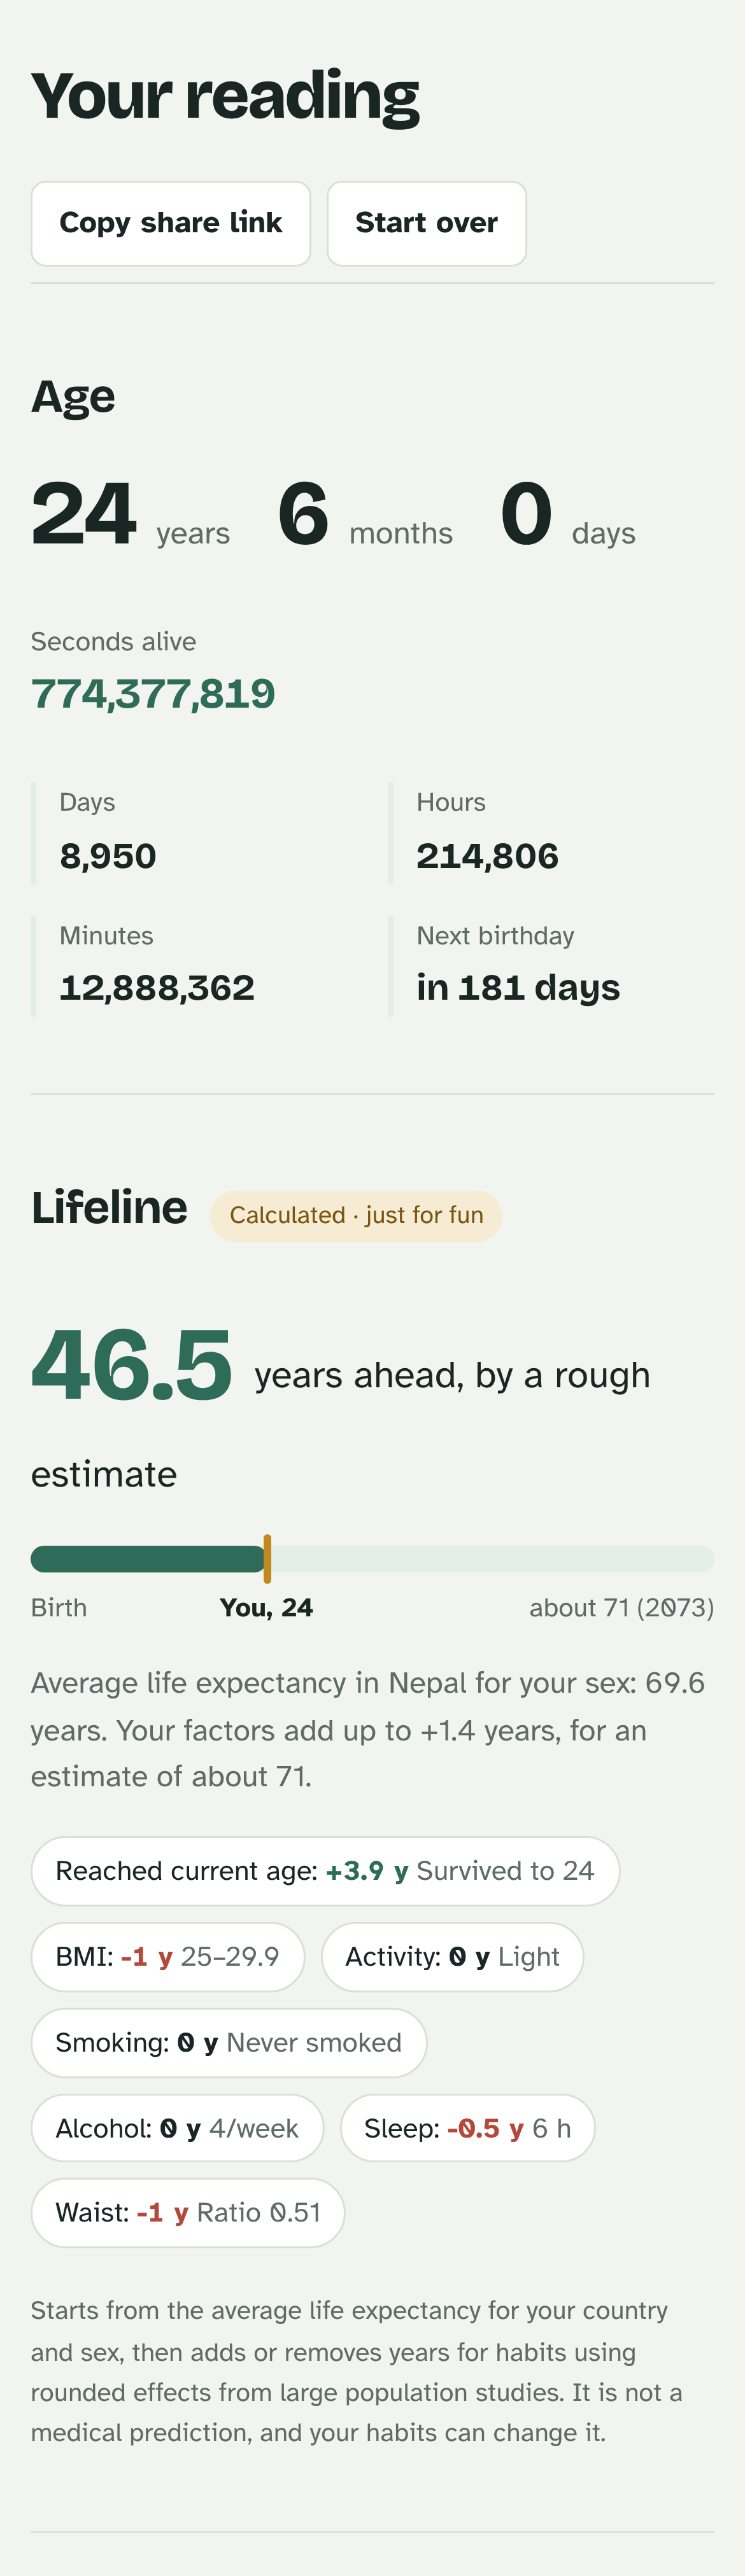 Your reading
Copy share link Start over
Age
24 years 6 months 0 days
Seconds alive
774,377,819
Days Hours
8,950 214,806
Minutes Next birthday
12,888,362 in 181 days
Lifeline Calculated · just for fun
46.5 years ahead, by a rough
estimate
Birth You, 24 about 71 (2073)
Average life expectancy in Nepal for your sex: 69.6
years. Your factors add up to +1.4 years, for an
estimate of about 71.
Reached current age: +3.9 y Survived to 24
BMI: -1 y 25–29.9 Activity: 0 y Light
Smoking: 0 y Never smoked
Alcohol: 0 y 4/week Sleep: -0.5 y 6 h
Waist: -1 y Ratio 0.51
Starts from the average life expectancy for your country
and sex, then adds or removes years for habits using
rounded effects from large population studies. It is not a
medical prediction, and your habits can change it.